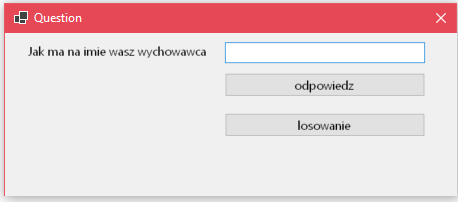 Question
Jak ma na imie wasz wychowawca
odpowiedz
losowanie